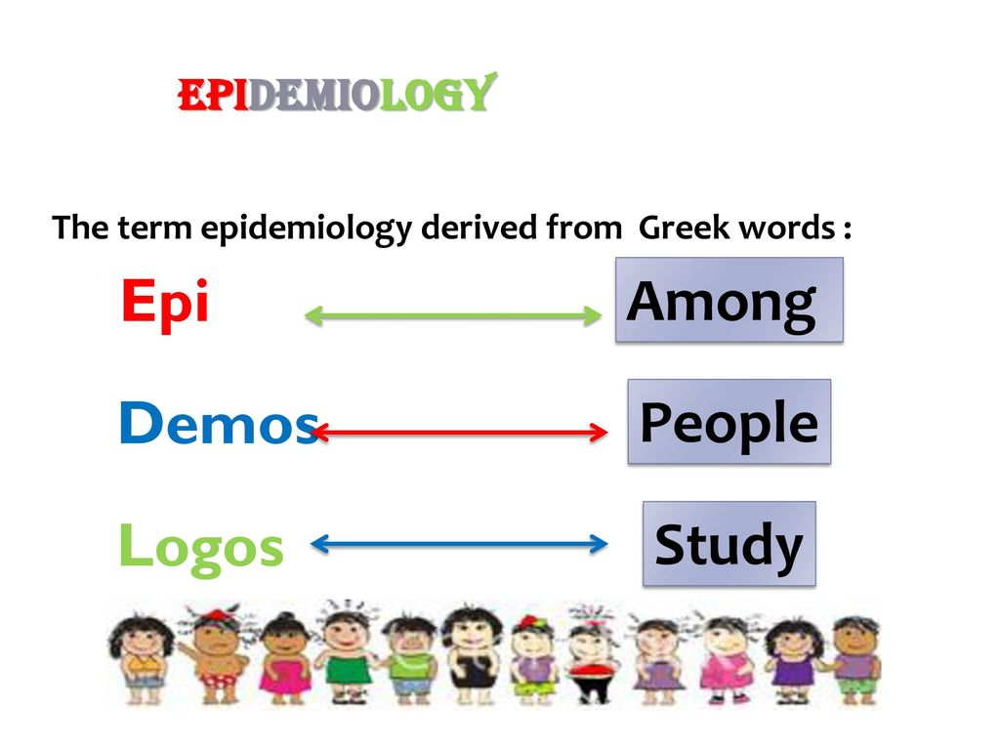 EPIDEMIOLOGY
The term epidemiology derived from Greek words :
Epi Among
Demos People
Logos Study